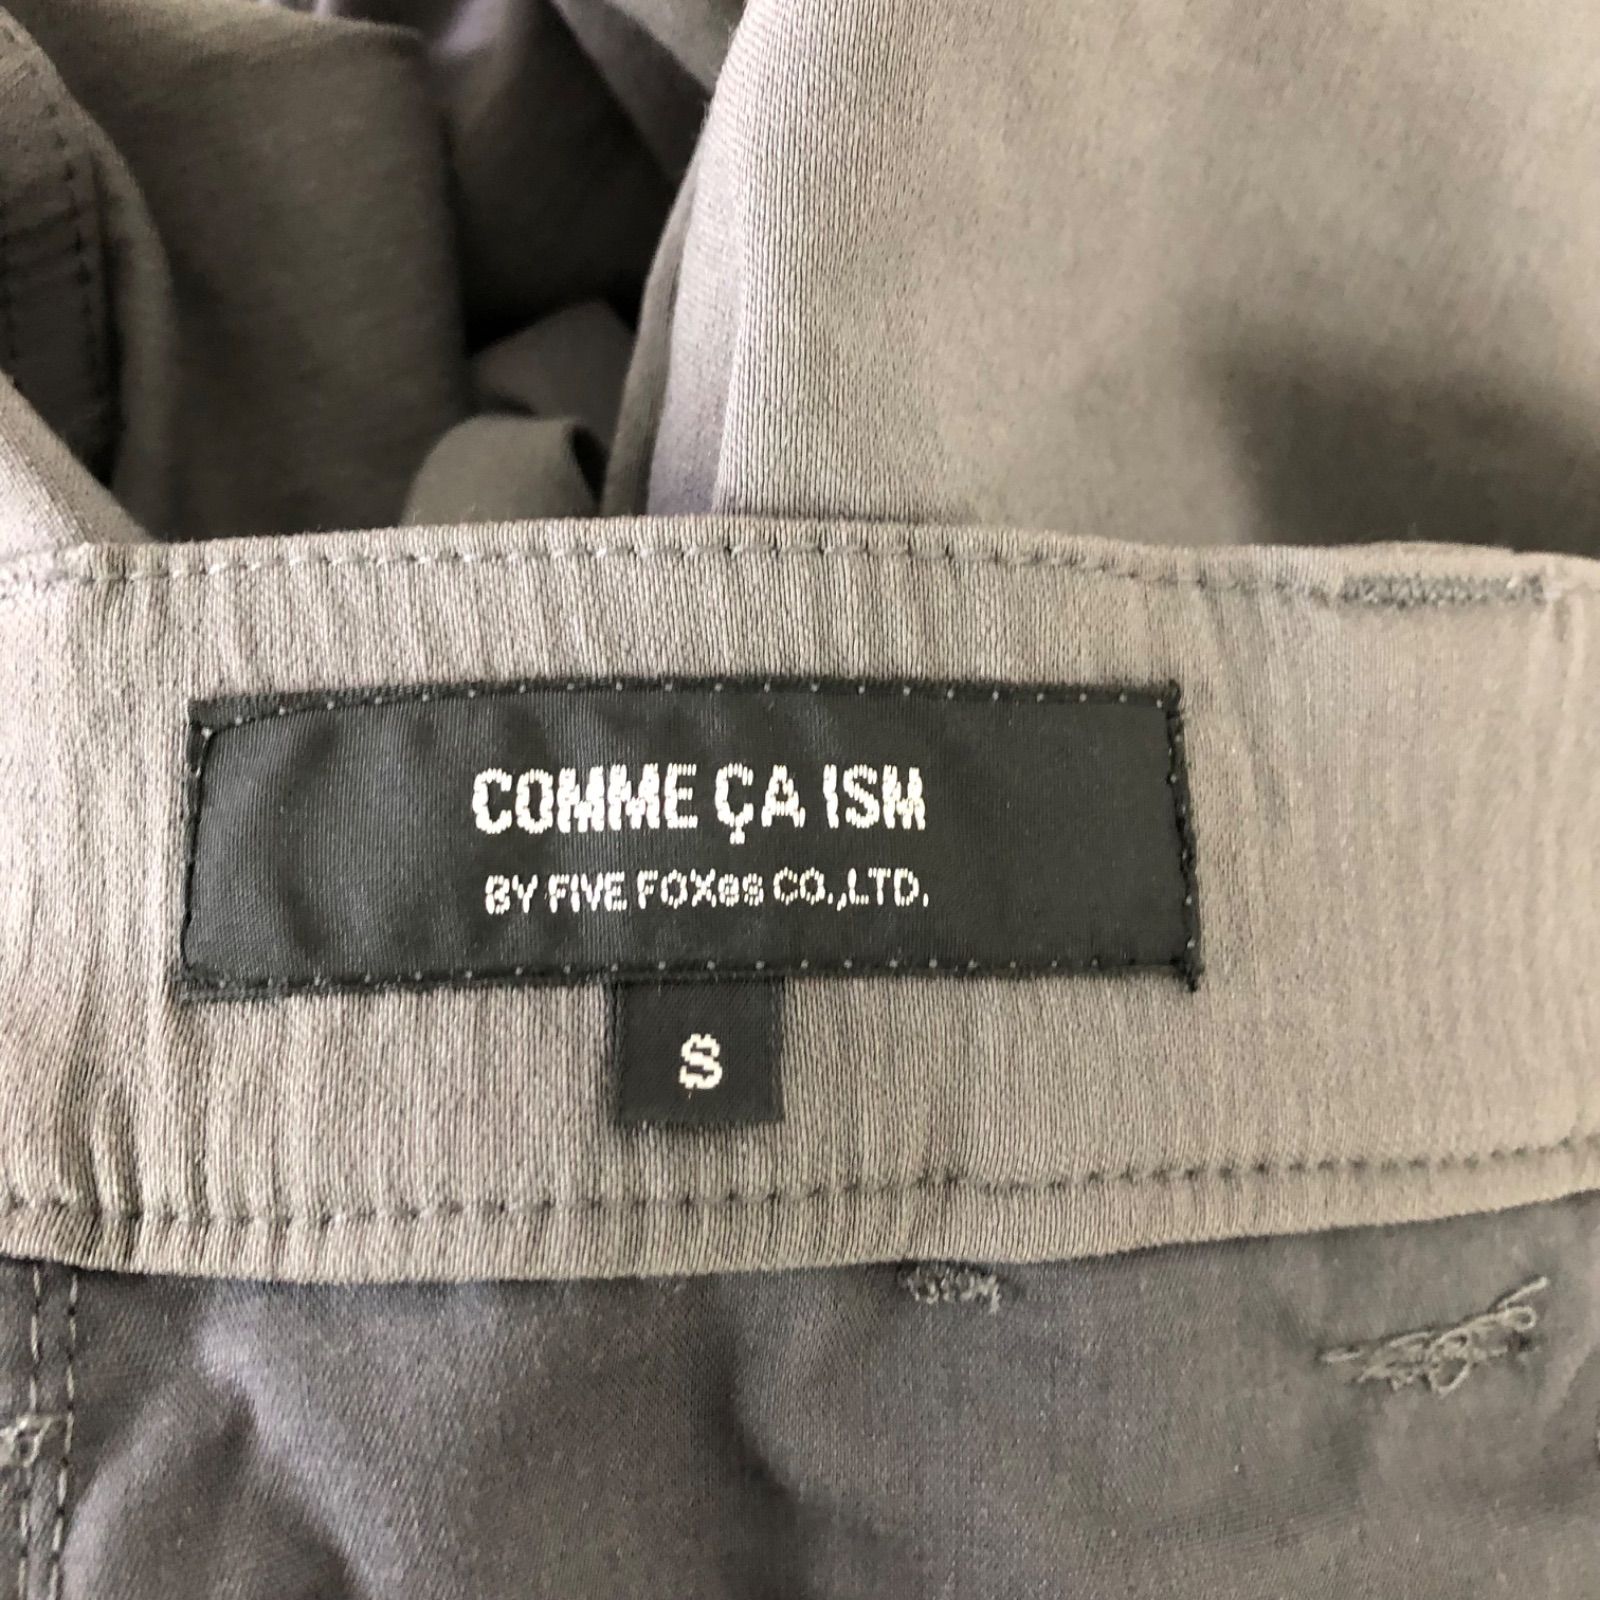 COMME ÇA ISM
BY FIVE FOXes CO.,LTD.
S